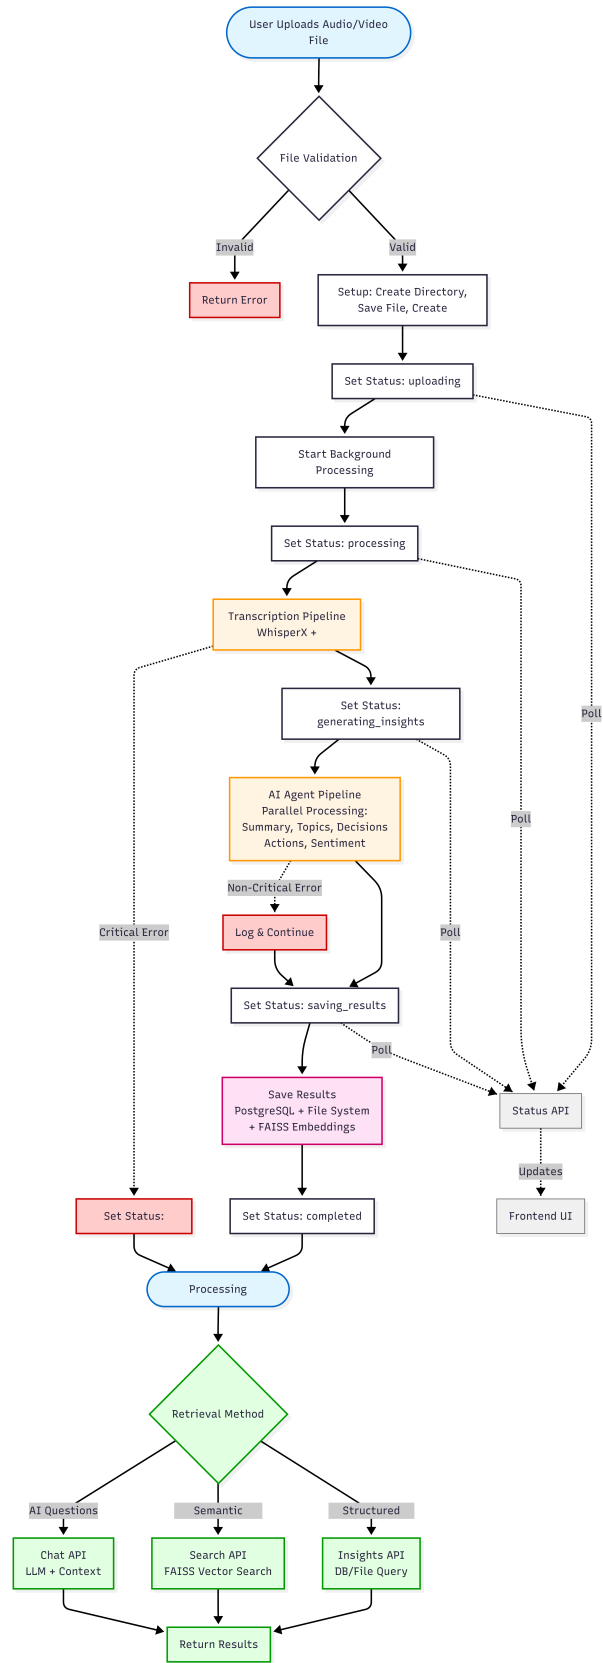 User Uploads Audio/Video
File
File Validation
Invalid
Valid
Return Error
Setup: Create Directory,
Save File, Create
Set Status: uploading
Start Background
Processing
Set Status: processing
Transcription Pipeline
WhisperX +
Set Status:
generating_insights
Poll
AI Agent Pipeline
Parallel Processing:
Summary, Topics, Decisions
Actions, Sentiment
Poll
Non-Critical Error
Critical Error
Log & Continue
Poll
Set Status: saving_results
Poll
Save Results
PostgreSQL + File System
+ FAISS Embeddings
Status API
Updates
Set Status:
Set Status: completed
Frontend UI
Processing
Retrieval Method
AI Questions
Semantic
Structured
Chat API
LLM + Context
Search API
FAISS Vector Search
Insights API
DB/File Query
Return Results